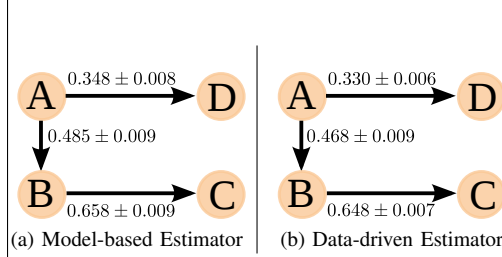 0.348 ± 0.008
A D
0.485 ± 0.009
B C
0.658 ± 0.009
(a) Model-based Estimator
0.330 ± 0.006
A D
0.468 ± 0.009
B C
0.648 ± 0.007
(b) Data-driven Estimator